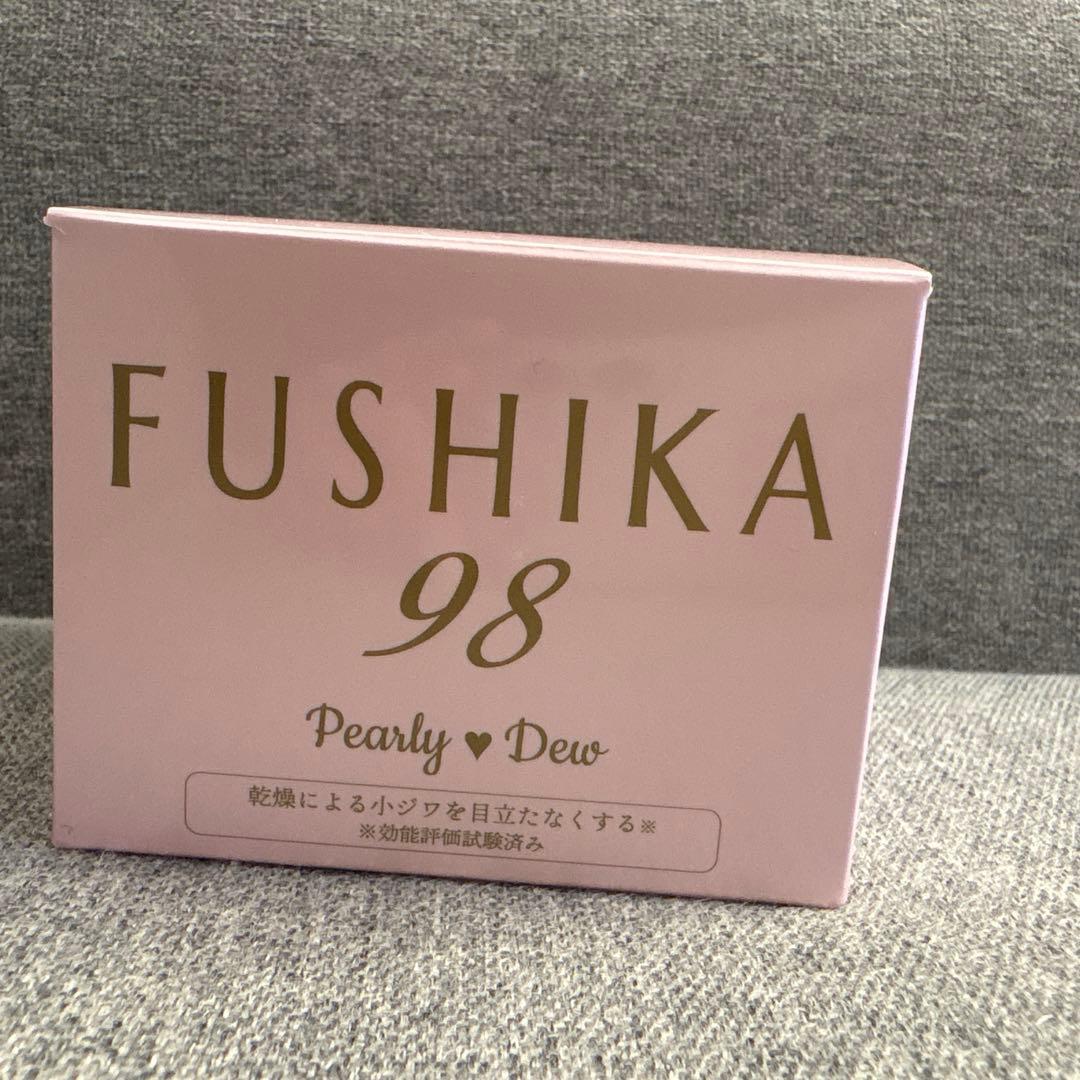 FUSHIKA
98
Pearly ♥ Dew
乾燥による小ジワを目立たなくする※
※効能評価試験済み